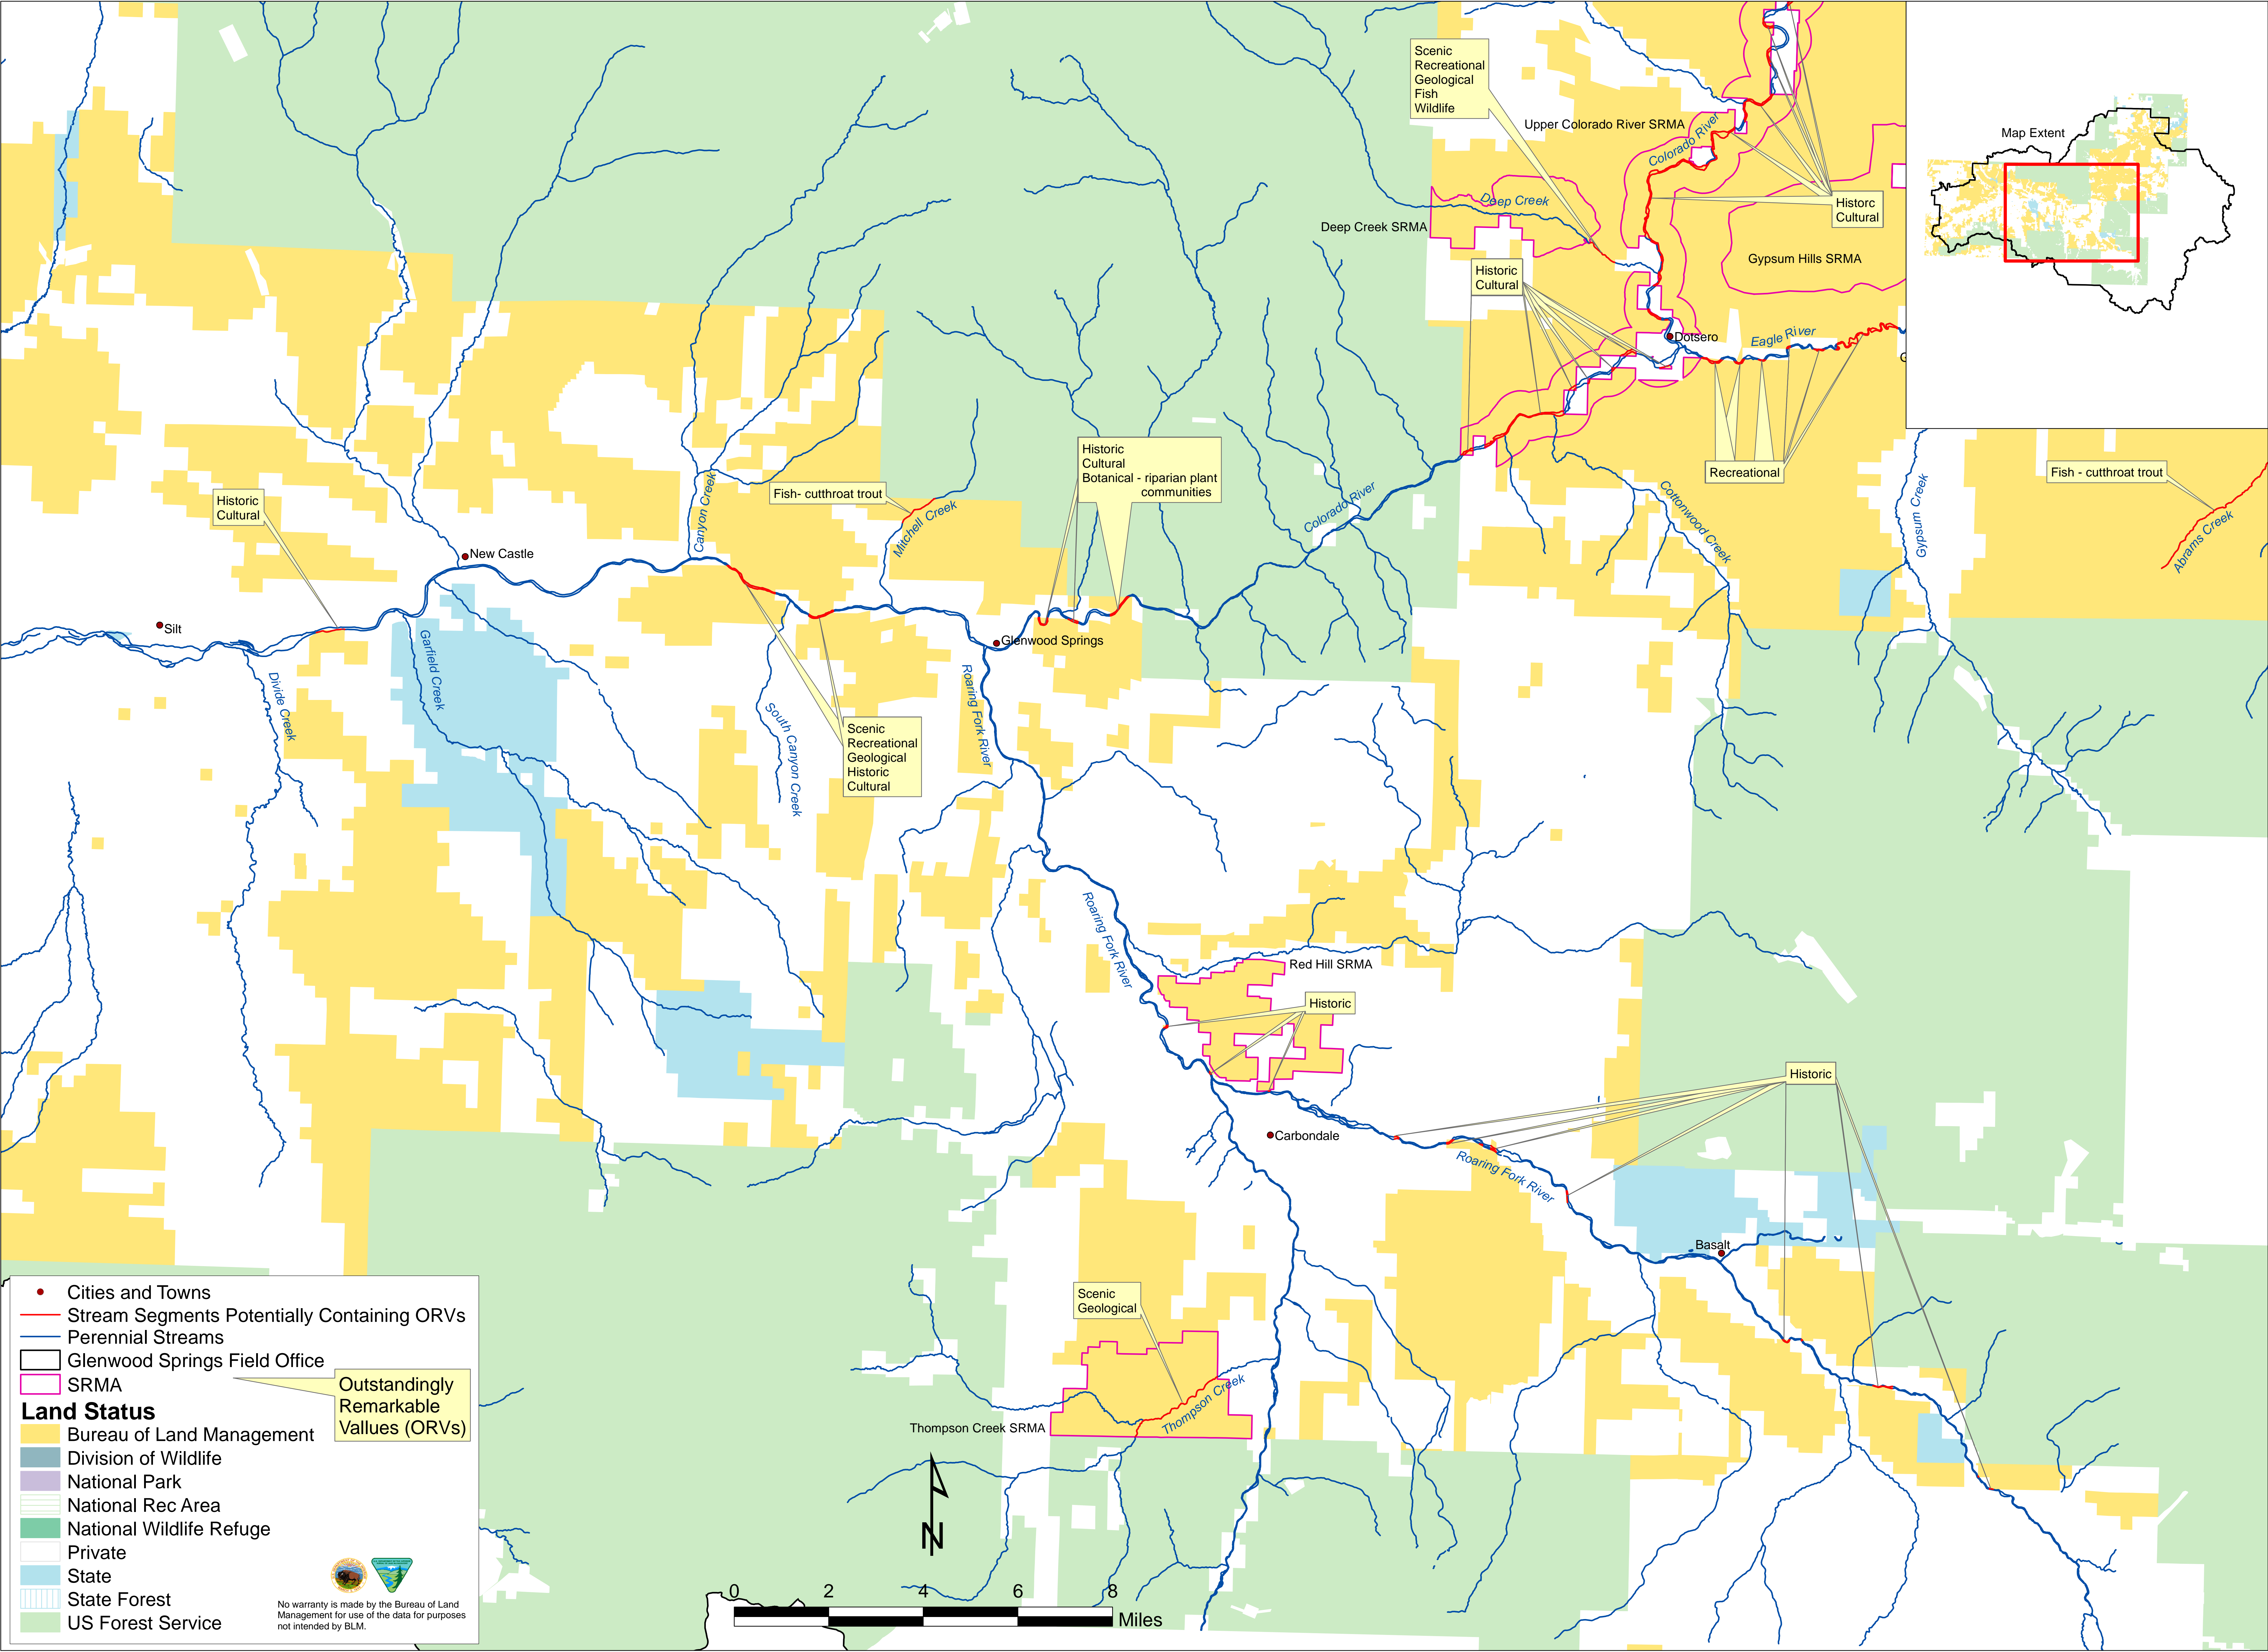 Scenic
Recreational
Geological
Fish
Wildlife
Upper Colorado River SRMA
Colorado River
Map Extent
Deep Creek
Deep Creek SRMA
Historc
Cultural
Gypsum Hills SRMA
Historic
Cultural
Dotsero
Eagle River
G
Recreational
Fish - cutthroat trout
Abrams Creek
Gypsum Creek
Cottonwood Creek
Colorado River
Historic
Cultural
Botanical - riparian plant
communities
Fish- cutthroat trout
Mitchell Creek
Canyon Creek
Historic
Cultural
New Castle
Silt
Glenwood Springs
Garfield Creek
Divide Creek
South Canyon Creek
Roaring Fork River
Scenic
Recreational
Geological
Historic
Cultural
Roaring Fork River
Red Hill SRMA
Historic
Historic
Carbondale
Roaring Fork River
Basalt
Scenic
Geological
Thompson Creek
Thompson Creek SRMA
Cities and Towns
Stream Segments Potentially Containing ORVs
Perennial Streams
Glenwood Springs Field Office
SRMA
Outstandingly
Remarkable
Vallues (ORVs)
Land Status
Bureau of Land Management
Division of Wildlife
National Park
National Rec Area
National Wildlife Refuge
Private
State
State Forest
US Forest Service
No warranty is made by the Bureau of Land
Management for use of the data for purposes
not intended by BLM.
N
0 2 4 6 8
Miles